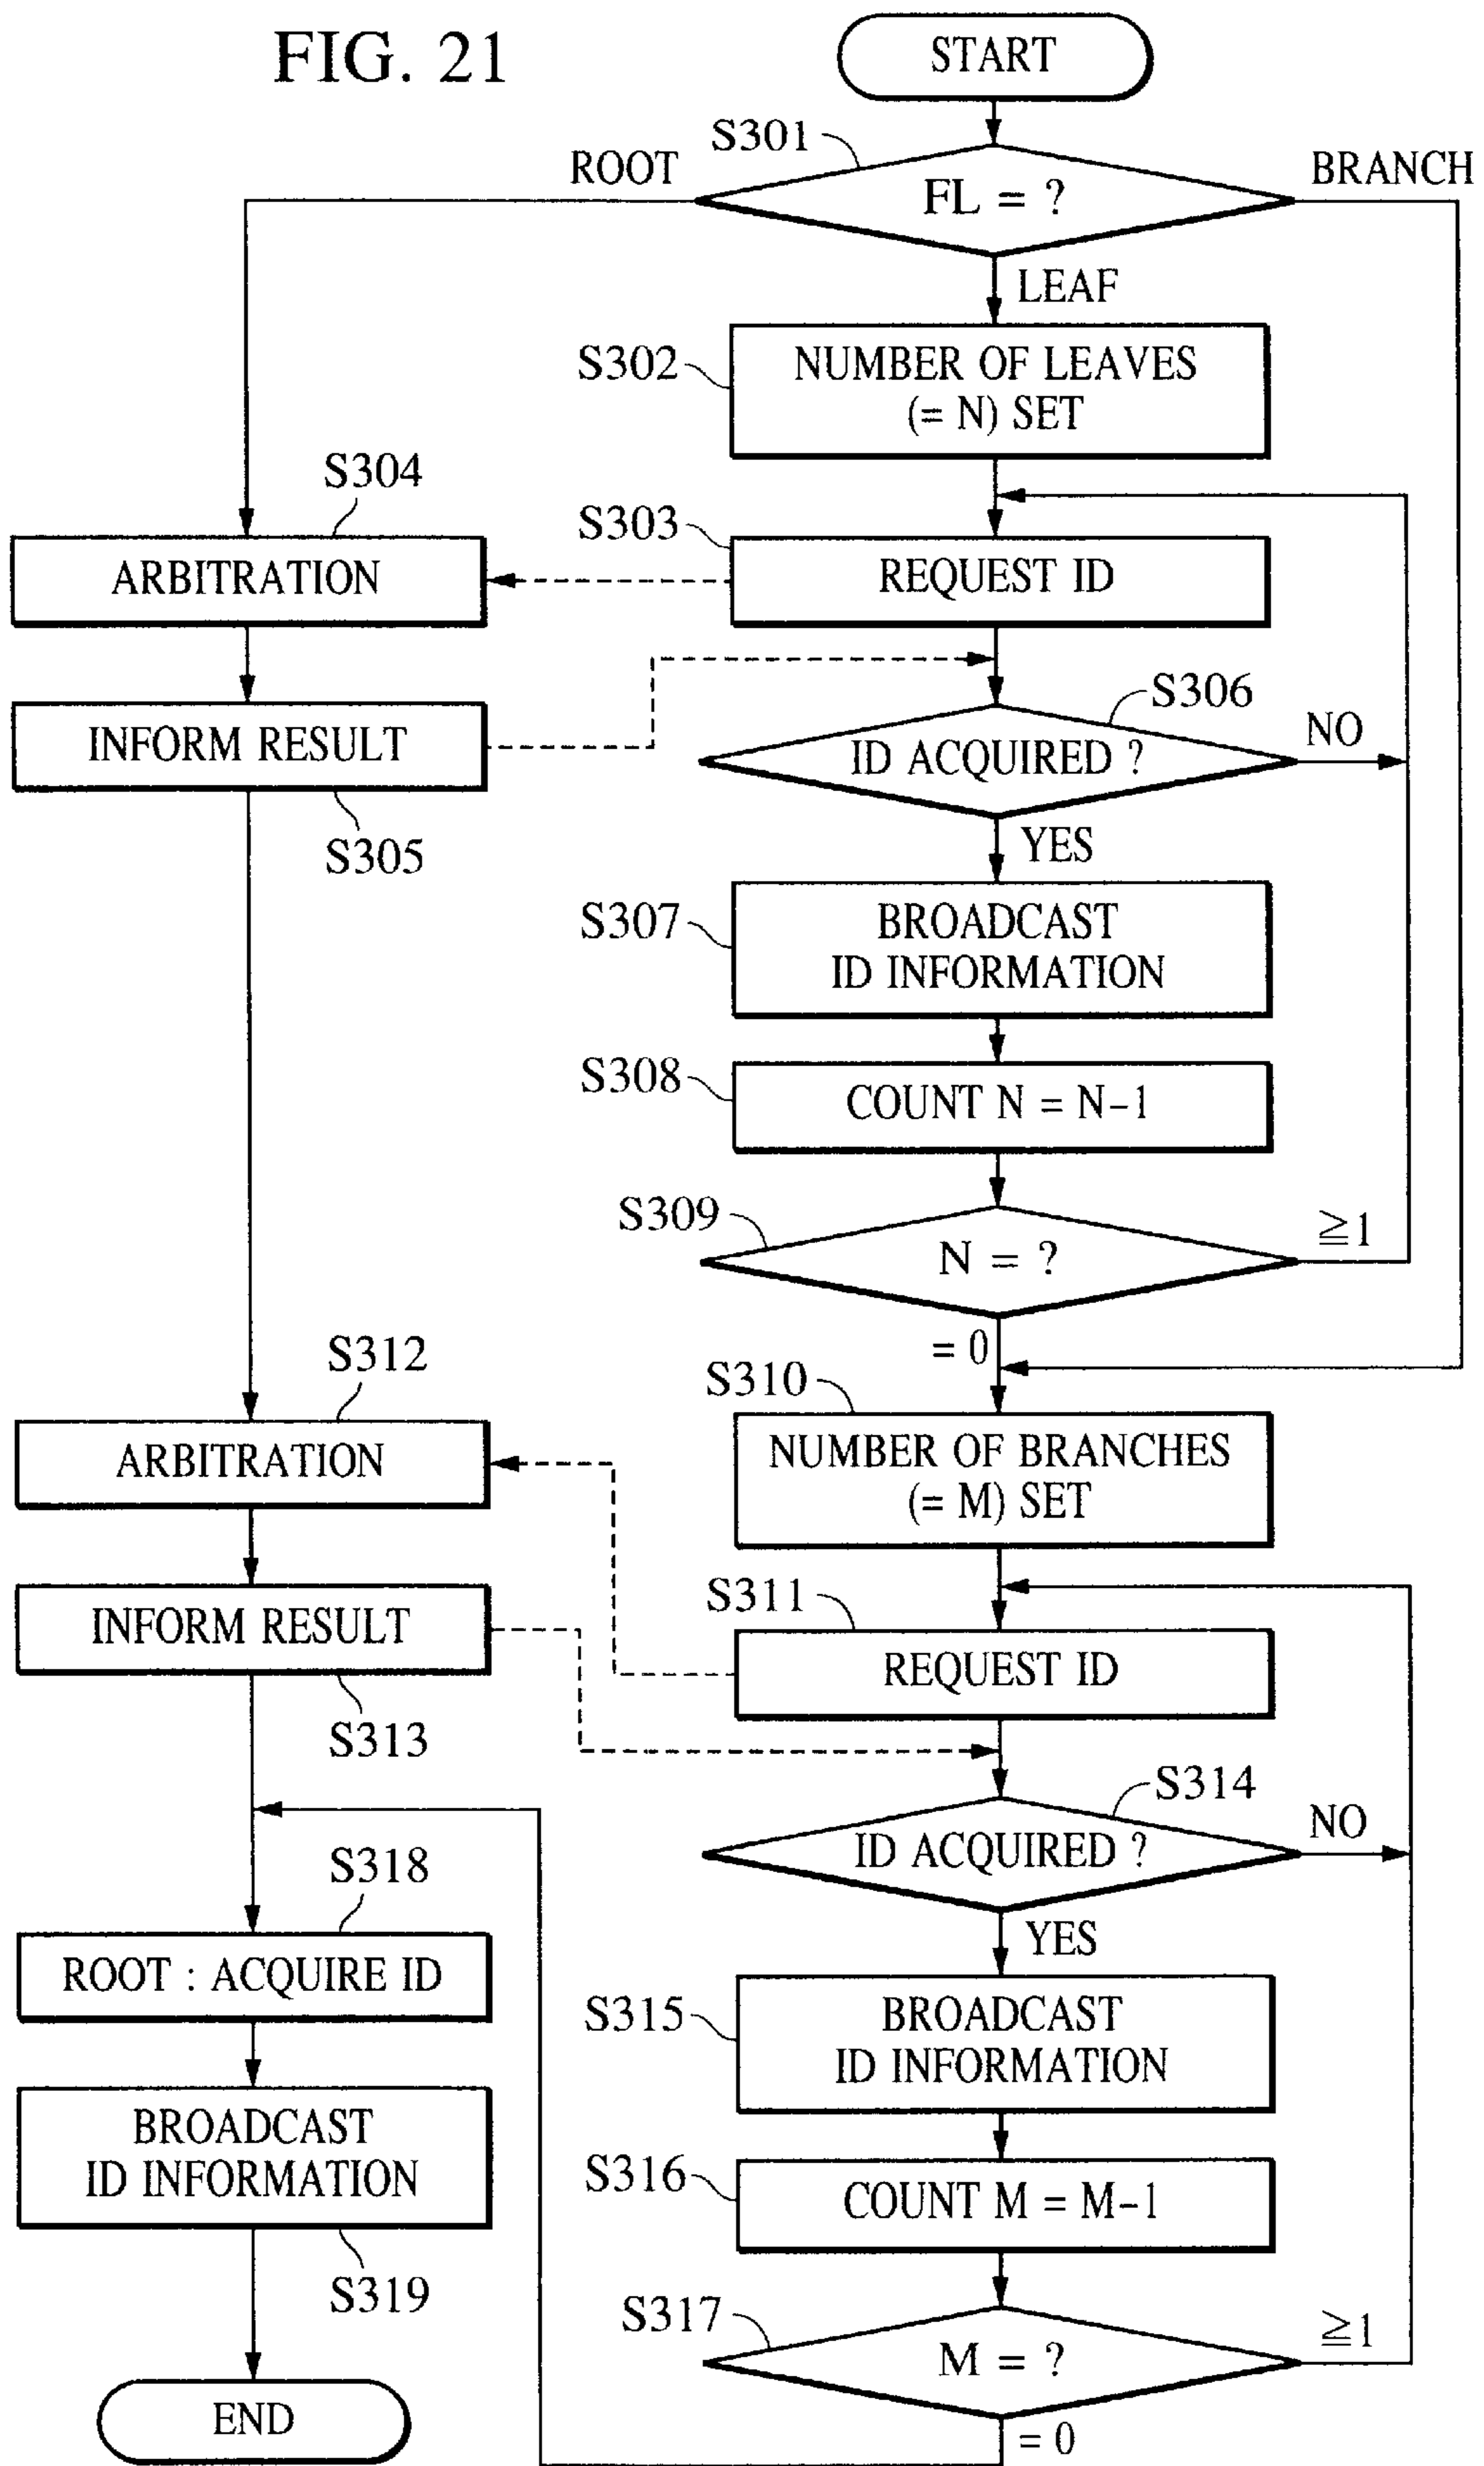 FIG. 21
START
S301
ROOT
BRANCH
FL = ?
LEAF
S302
NUMBER OF LEAVES
(= N) SET
S304
S303
ARBITRATION
REQUEST ID
S306
INFORM RESULT
ID ACQUIRED ?
NO
S305
YES
S307
BROADCAST
ID INFORMATION
S308
COUNT N = N−1
S309
N = ?
≧1
= 0
S312
S310
ARBITRATION
NUMBER OF BRANCHES
(= M) SET
S311
INFORM RESULT
REQUEST ID
S313
S314
ID ACQUIRED ?
NO
S318
YES
ROOT : ACQUIRE ID
S315
BROADCAST
ID INFORMATION
BROADCAST
ID INFORMATION
S316
COUNT M = M−1
S319
S317
M = ?
≧1
END
= 0